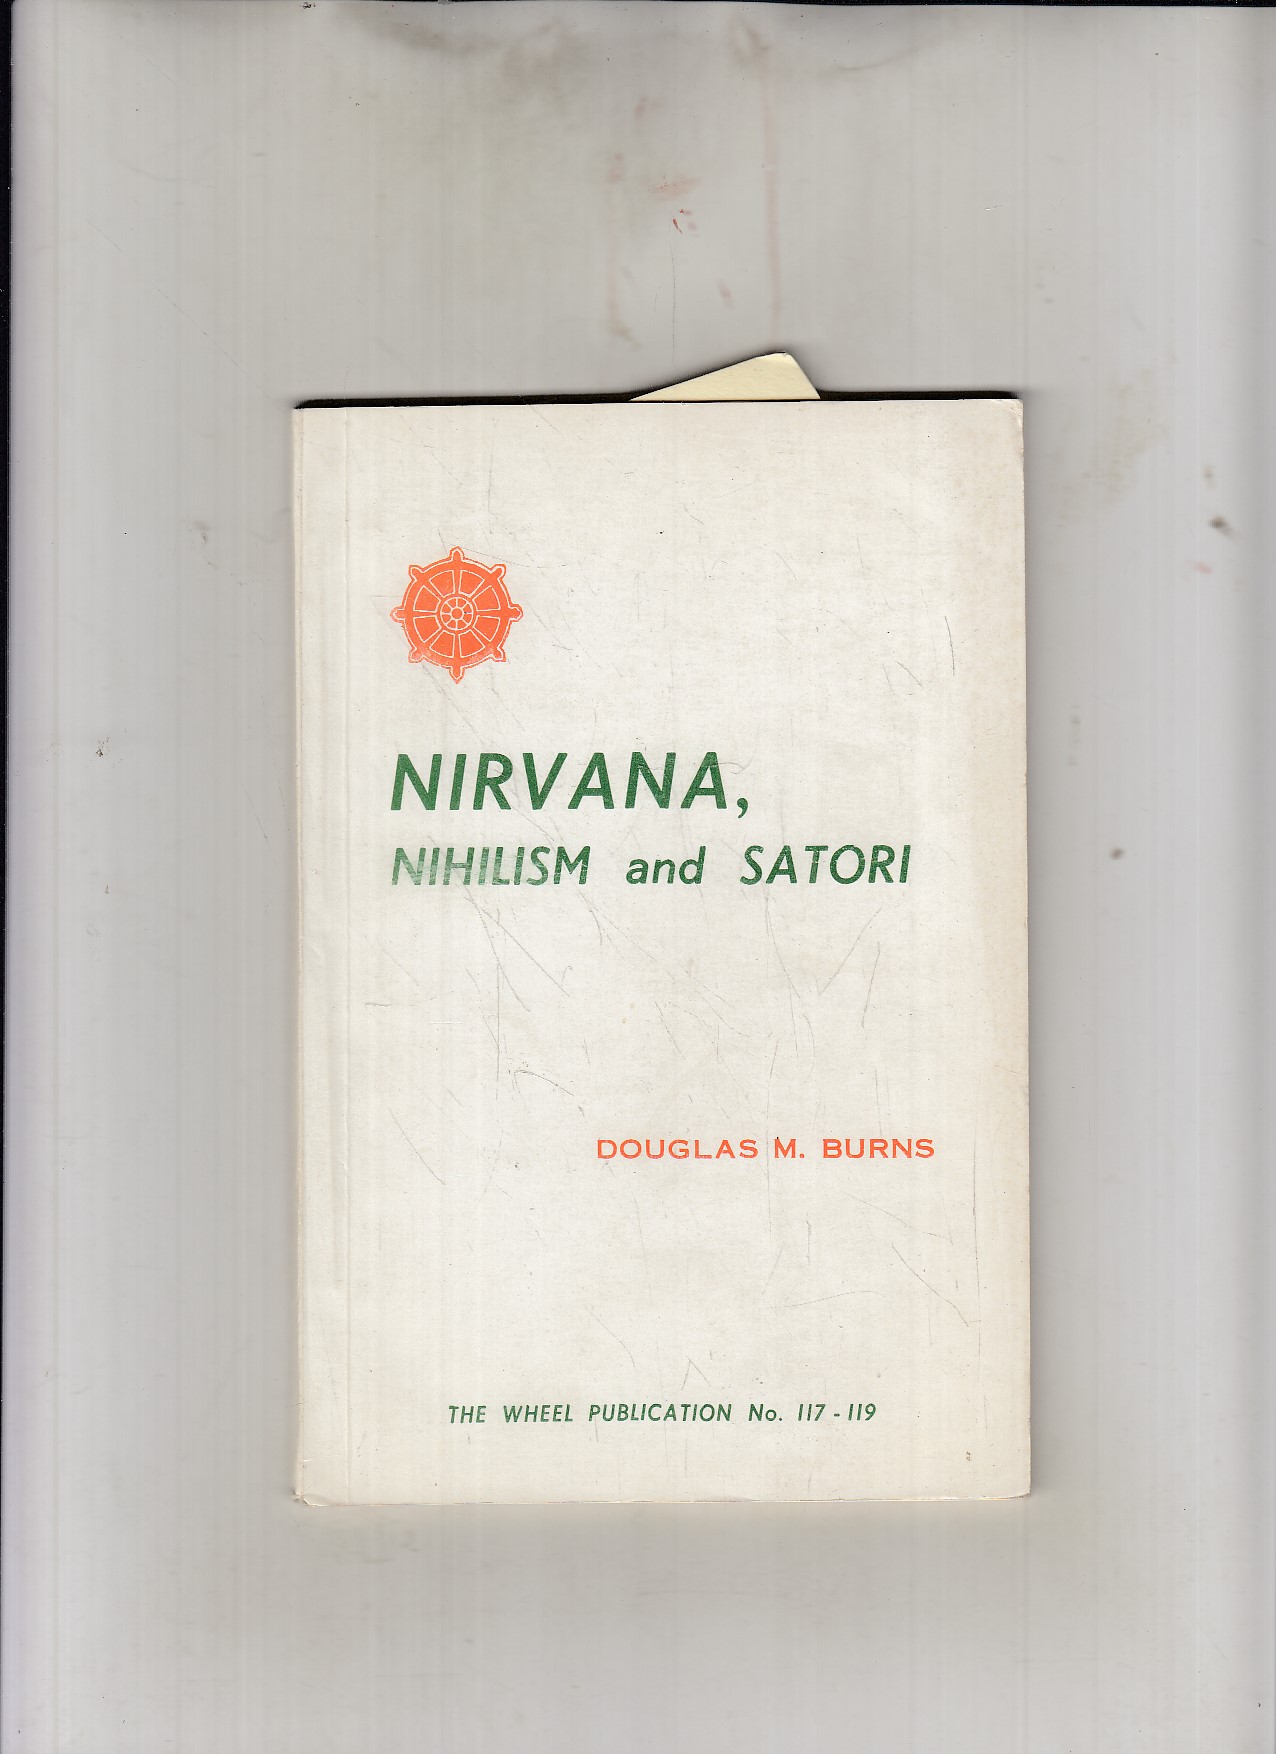 NIRVANA,
NIHILISM and SATORI
DOUGLAS M. BURNS
THE WHEEL PUBLICATION No. 117 - 119